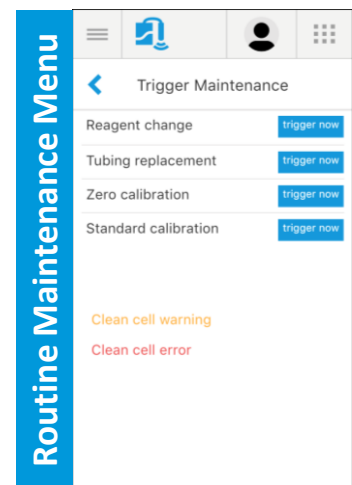 Routine Maintenance Menu
Trigger Maintenance
Reagent change trigger now
Tubing replacement trigger now
Zero calibration trigger now
Standard calibration trigger now
Clean cell warning
Clean cell error